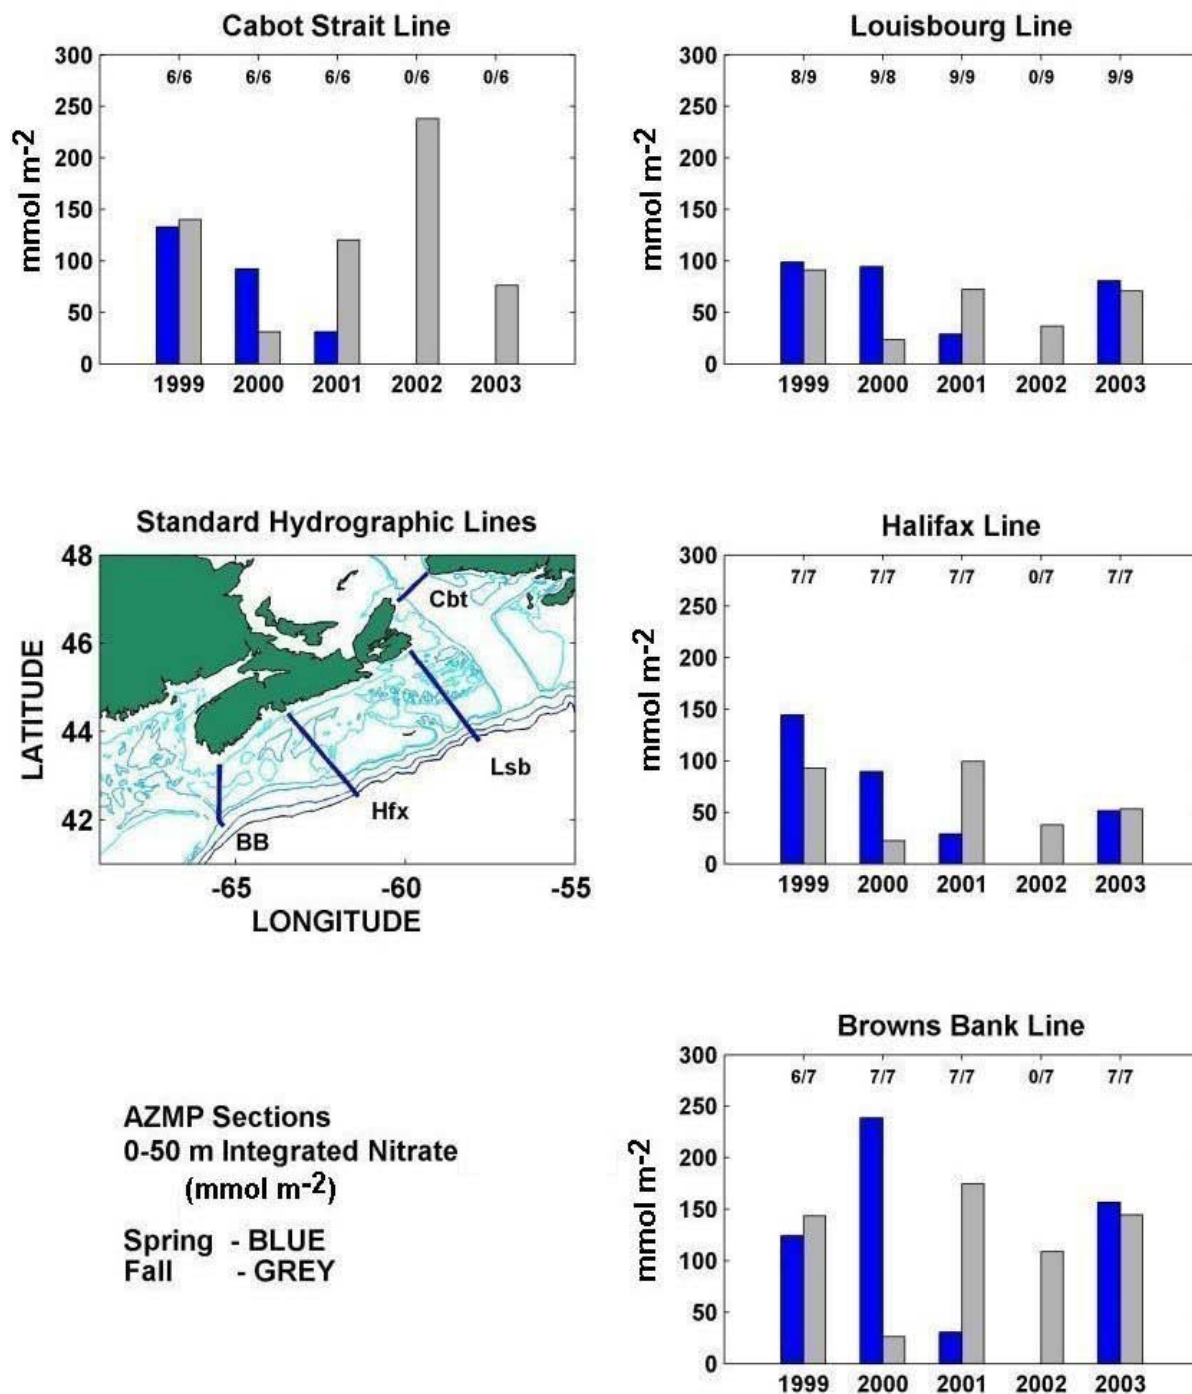 Cabot Strait Line
300
6/6 6/6 6/6 0/6 0/6
250
200
150
100
50
0
mmol m-2
1999 2000 2001 2002 2003
Louisbourg Line
300
8/9 9/8 9/9 0/9 9/9
250
200
150
100
50
0
mmol m-2
1999 2000 2001 2002 2003
Standard Hydrographic Lines
48
46
44
42
LATITUDE
Cbt
Lsb
Hfx
BB
-65 -60 -55
LONGITUDE
Halifax Line
300
7/7 7/7 7/7 0/7 7/7
250
200
150
100
50
0
mmol m-2
1999 2000 2001 2002 2003
AZMP Sections
0-50 m Integrated Nitrate
(mmol m-2)
Spring - BLUE
Fall - GREY
Browns Bank Line
300
6/7 7/7 7/7 0/7 7/7
250
200
150
100
50
0
mmol m-2
1999 2000 2001 2002 2003